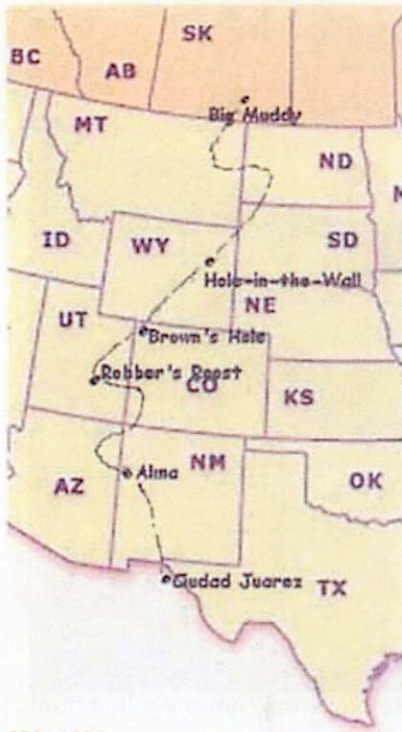 SK
BC
AB
Big Muddy
MT
ND
ID
WY
SD
Hole-in-the-Wall
NE
UT
Brown's Hole
Robber's Roost
CO
KS
Alma
NM
AZ
OK
Ciudad Juarez
TX